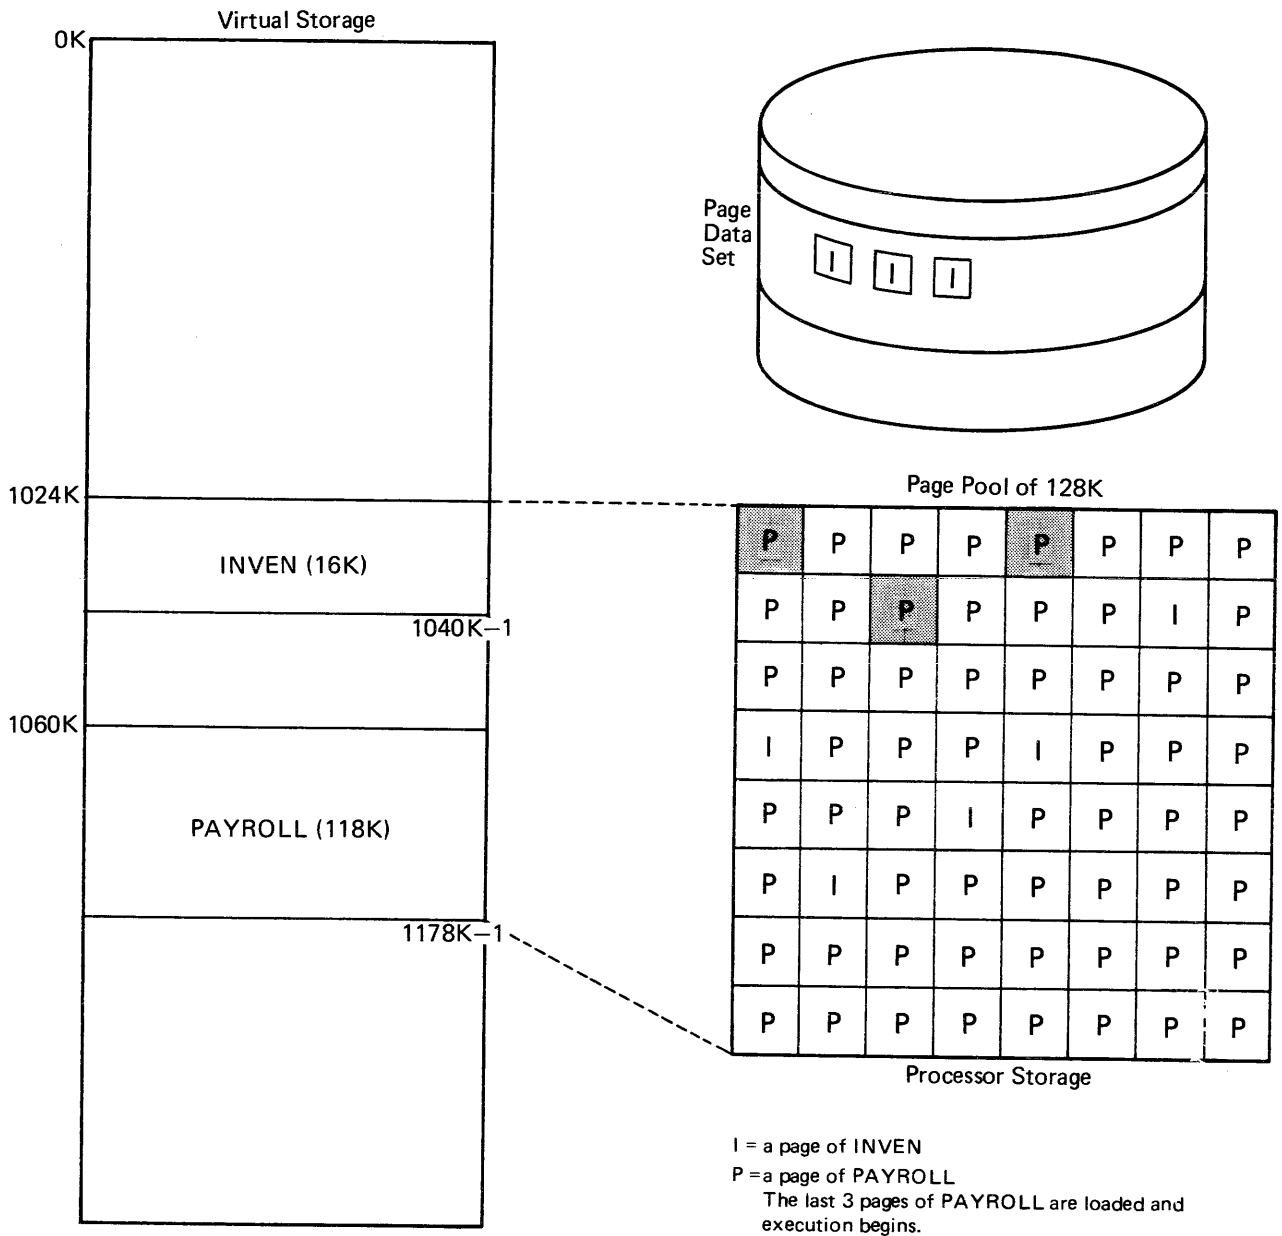 Virtual Storage
0K
Page
Data
Set
I I I
1024K
INVEN (16K)
1040K–1
1060K
PAYROLL (118K)
1178K–1
Page Pool of 128K
P P P P P P P P
P P P P P P I P
P P P P P P P P
I P P P I P P P
P P P I P P P P
P I P P P P P P
P P P P P P P P
P P P P P P P P
Processor Storage
I = a page of INVEN
P =a page of PAYROLL
The last 3 pages of PAYROLL are loaded and
execution begins.